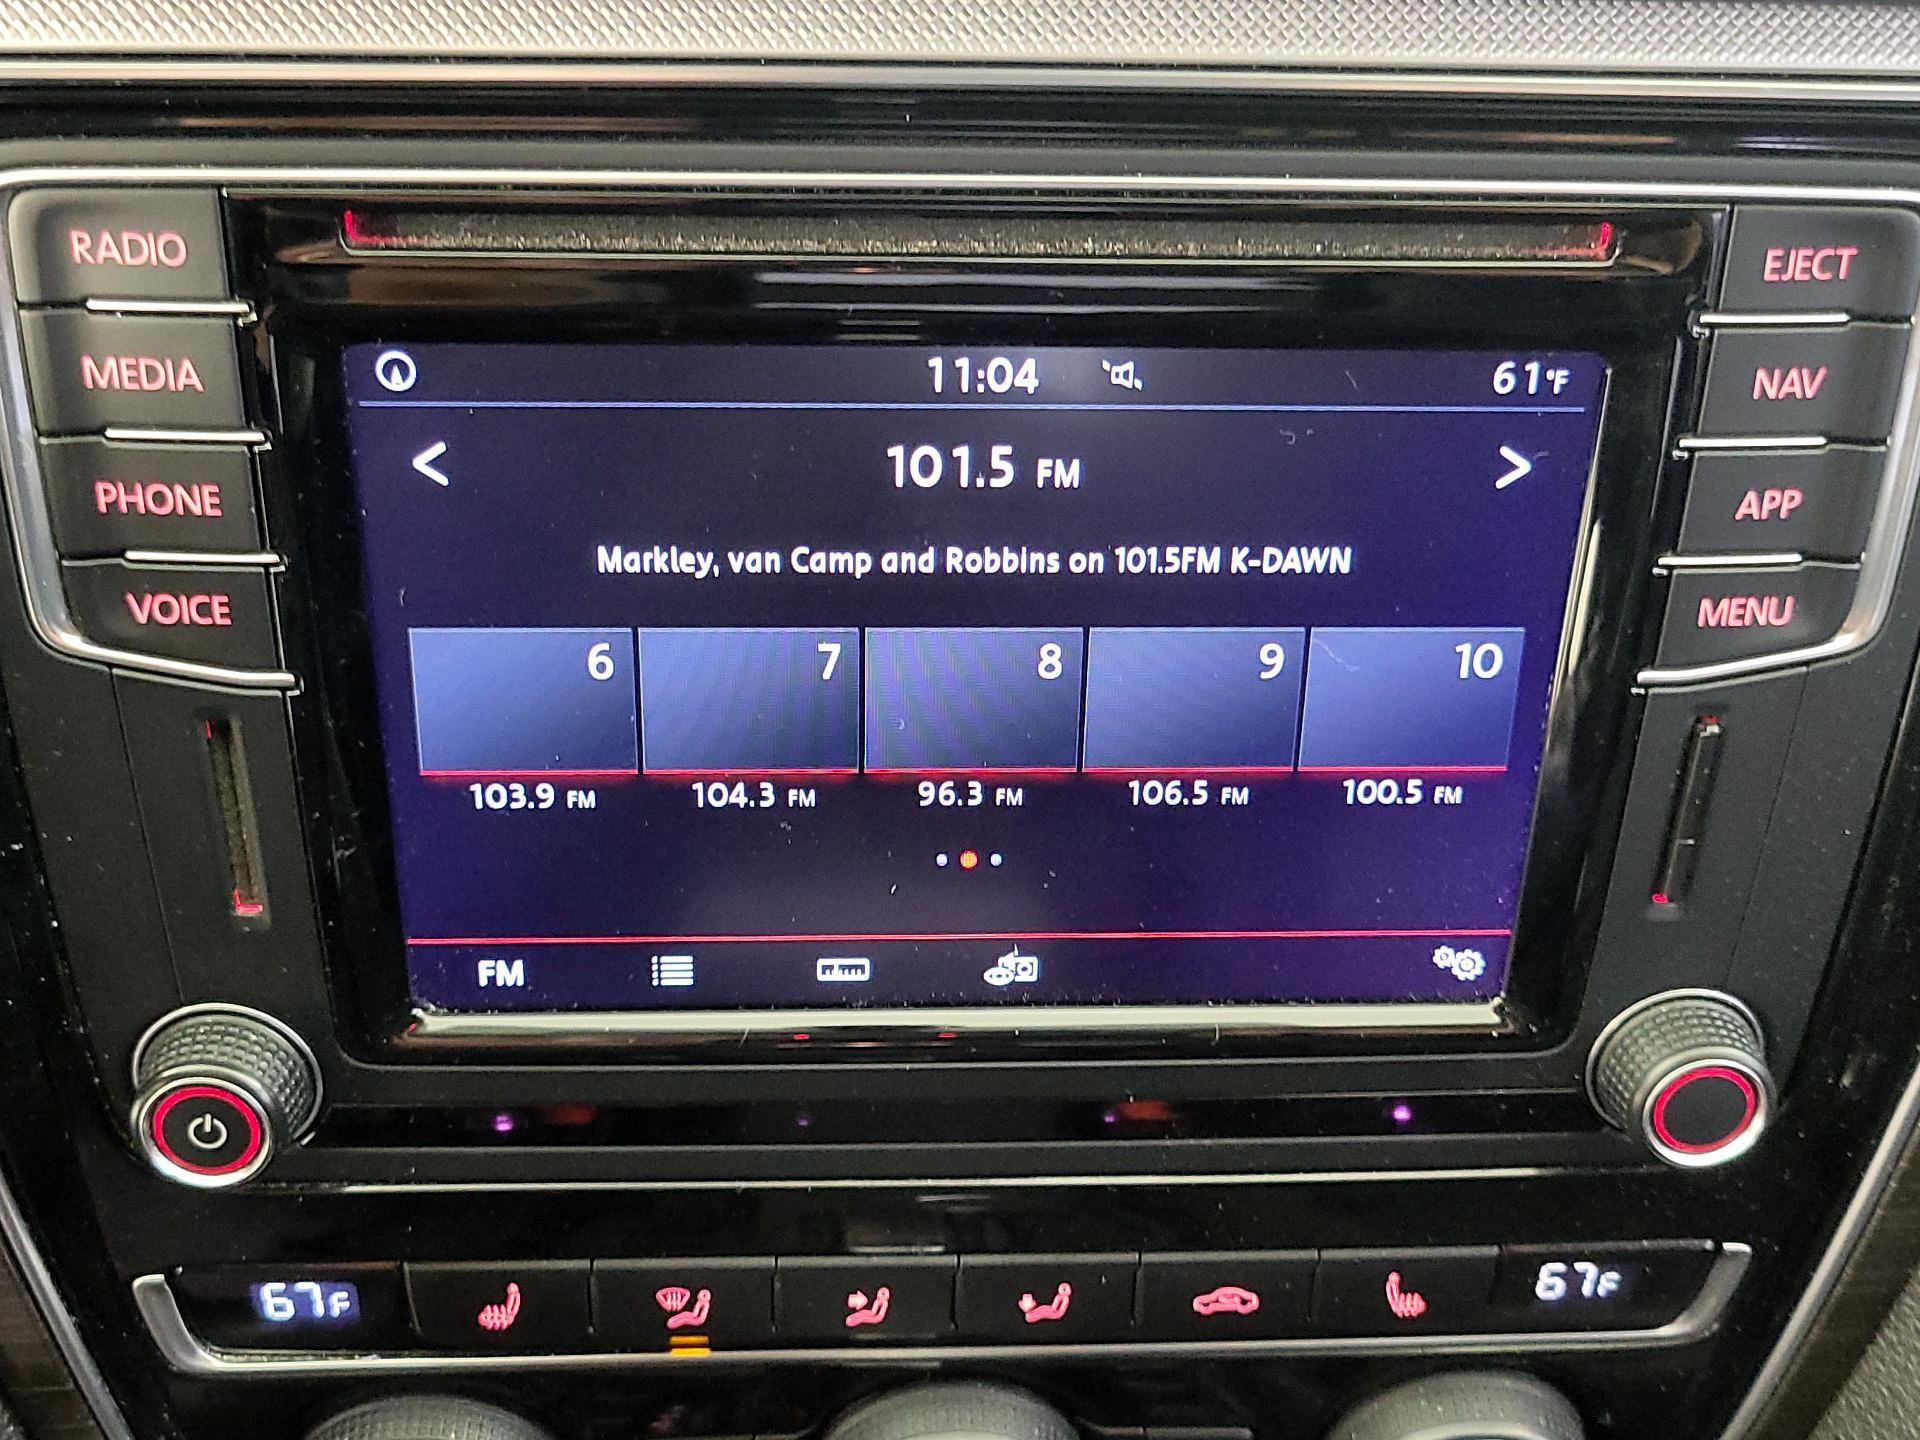 RADIO
MEDIA
PHONE
VOICE
EJECT
NAV
APP
MENU
11:04
61°F
< 101.5 FM >
Markley, van Camp and Robbins on 101.5FM K-DAWN
6 7 8 9 10
103.9 FM 104.3 FM 96.3 FM 106.5 FM 100.5 FM
FM
67F
67F